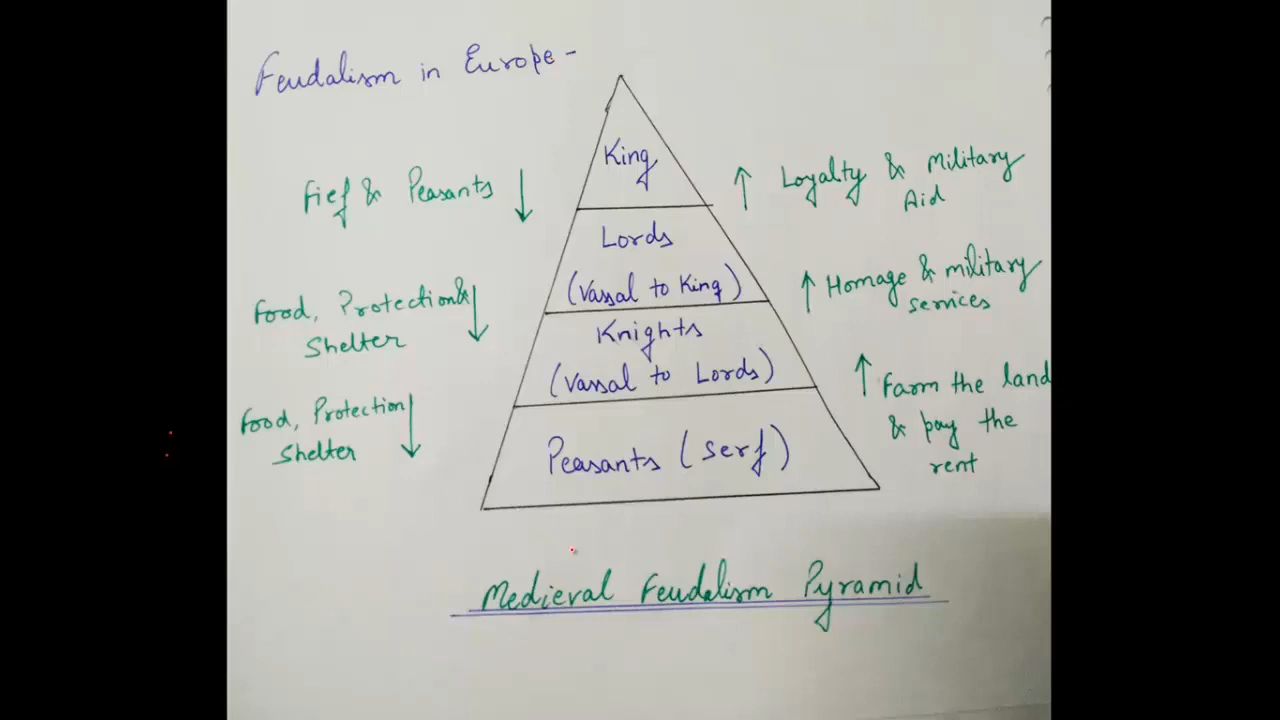 Feudalism in Europe-
King
Fief & Peasants
Loyalty & Military
Aid
Lords
(Vassal to King)
Food, Protection &
Shelter
Homage & military
services
Knights
(Vassal to Lords)
Food, Protection
Shelter
Farm the land
& pay the
rent
Peasants (Serf)
Medieval Feudalism Pyramid